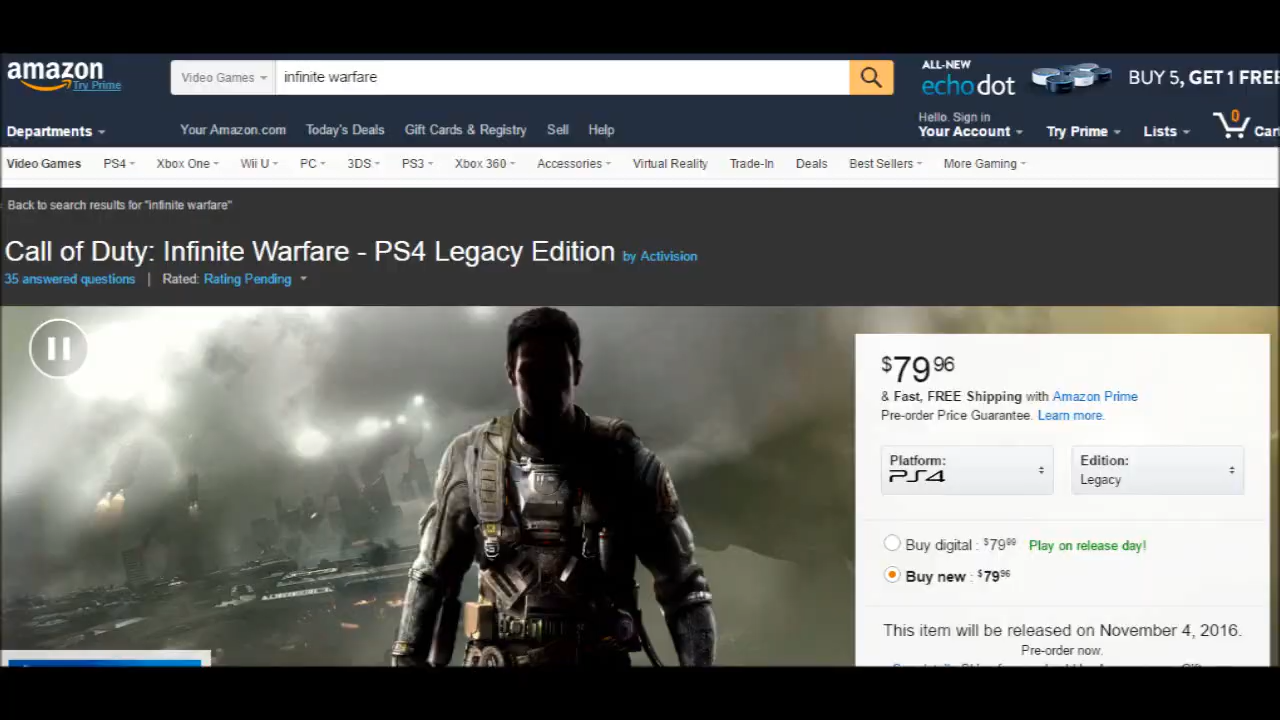 amazon
Try Prime
Video Games
infinite warfare
ALL-NEW
echo dot
BUY 5, GET 1 FREE
Departments
Your Amazon.com
Today's Deals
Gift Cards & Registry
Sell
Help
Hello. Sign in
Your Account
Try Prime
Lists
0
Car
Video Games
PS4
Xbox One
Wii U
PC
3DS
PS3
Xbox 360
Accessories
Virtual Reality
Trade-In
Deals
Best Sellers
More Gaming
Back to search results for "infinite warfare"
Call of Duty: Infinite Warfare - PS4 Legacy Edition by Activision
35 answered questions | Rated: Rating Pending
$79 96
& Fast, FREE Shipping with Amazon Prime
Pre-order Price Guarantee. Learn more.
Platform:
PS4
Edition:
Legacy
Buy digital : $79 99 Play on release day!
Buy new : $79 96
This item will be released on November 4, 2016.
Pre-order now.